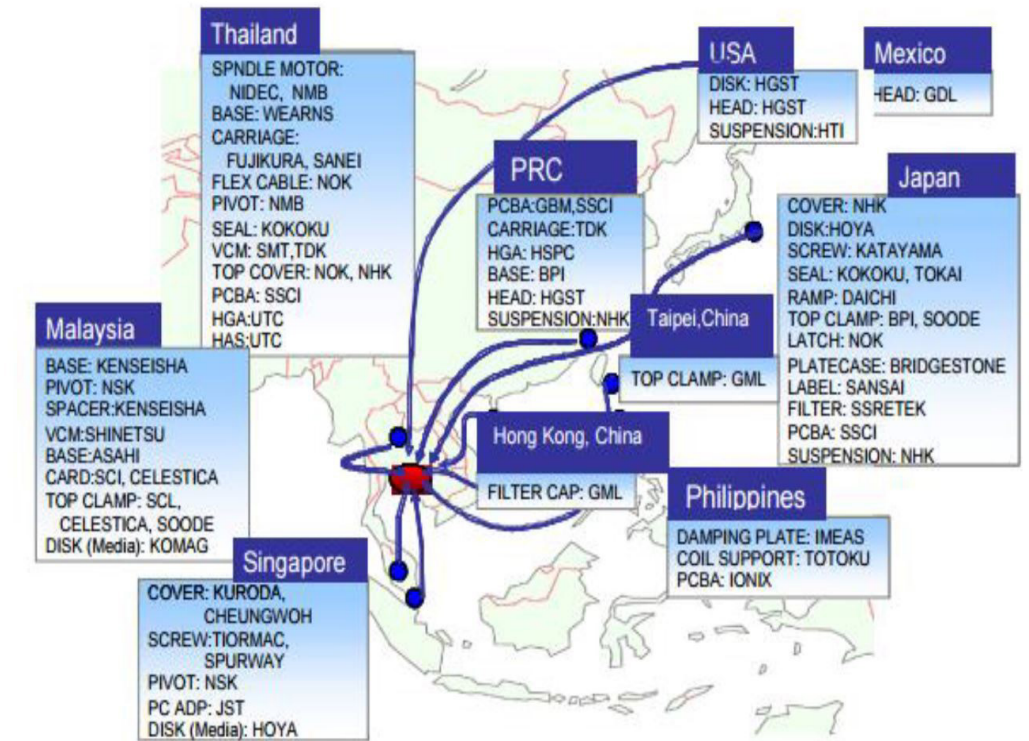 Thailand
SPNDLE MOTOR:
NIDEC, NMB
BASE: WEARNS
CARRIAGE:
FUJIKURA, SANEI
FLEX CABLE: NOK
PIVOT: NMB
SEAL: KOKOKU
VCM: SMT,TDK
TOP COVER: NOK, NHK
PCBA: SSCI
HGA:UTC
HAS:UTC
USA
DISK: HGST
HEAD: HGST
SUSPENSION:HTI
Mexico
HEAD: GDL
PRC
PCBA:GBM,SSCI
CARRIAGE:TDK
HGA: HSPC
BASE: BPI
HEAD: HGST
SUSPENSION:NHK
Japan
COVER: NHK
DISK:HOYA
SCREW: KATAYAMA
SEAL: KOKOKU, TOKAI
RAMP: DAICHI
TOP CLAMP: BPI, SOODE
LATCH: NOK
PLATECASE: BRIDGESTONE
LABEL: SANSAI
FILTER: SSRETEK
PCBA: SSCI
SUSPENSION: NHK
Taipei,China
TOP CLAMP: GML
Malaysia
BASE: KENSEISHA
PIVOT: NSK
SPACER:KENSEISHA
VCM:SHINETSU
BASE:ASAHI
CARD:SCI, CELESTICA
TOP CLAMP: SCL,
CELESTICA, SOODE
DISK (Media): KOMAG
Hong Kong, China
FILTER CAP: GML
Philippines
DAMPING PLATE: IMEAS
COIL SUPPORT: TOTOKU
PCBA: IONIX
Singapore
COVER: KURODA,
CHEUNGWOH
SCREW:TIORMAC,
SPURWAY
PIVOT: NSK
PC ADP: JST
DISK (Media): HOYA